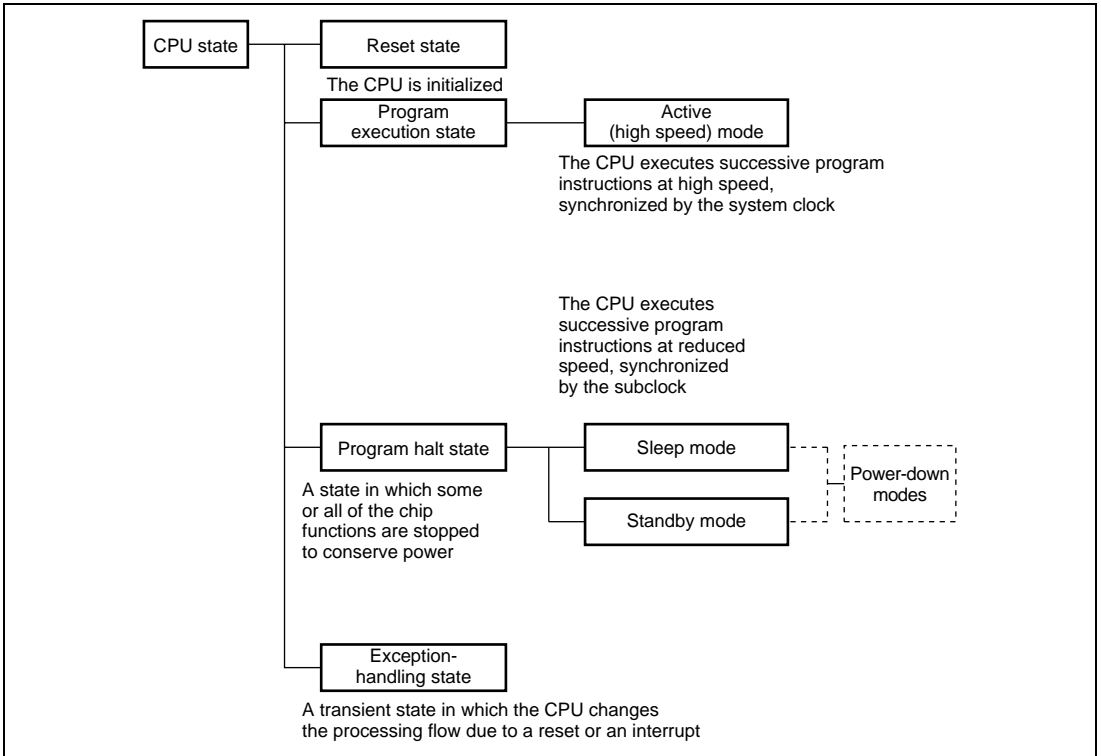 CPU state
Reset state
The CPU is initialized
Program
execution state
Active
(high speed) mode
The CPU executes successive program
instructions at high speed,
synchronized by the system clock
The CPU executes
successive program
instructions at reduced
speed, synchronized
by the subclock
Program halt state
Sleep mode
Power-down
modes
Standby mode
A state in which some
or all of the chip
functions are stopped
to conserve power
Exception-
handling state
A transient state in which the CPU changes
the processing flow due to a reset or an interrupt